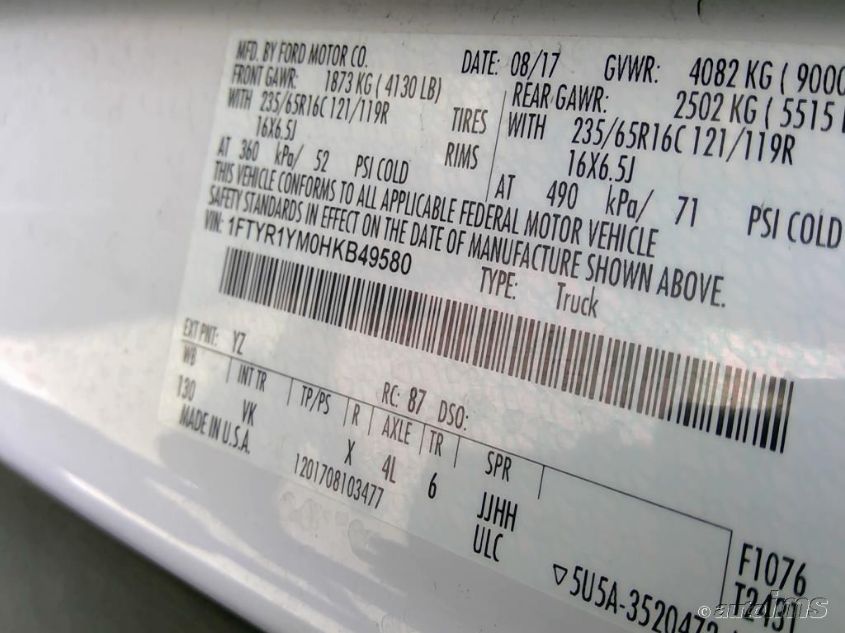 MFD. BY FORD MOTOR CO. DATE: 08/17 GVWR: 4082 KG ( 9000
FRONT GAWR: 1873 KG ( 4130 LB) REAR GAWR: 2502 KG ( 5515
WITH 235/65R16C 121/119R TIRES WITH 235/65R16C 121/119R
16X6.5J RIMS 16X6.5J
AT 360 kPa/ 52 PSI COLD AT 490 kPa/ 71 PSI COLD
THIS VEHICLE CONFORMS TO ALL APPLICABLE FEDERAL MOTOR VEHICLE
SAFETY STANDARDS IN EFFECT ON THE DATE OF MANUFACTURE SHOWN ABOVE.
VIN: 1FTYR1YM0HKB49580
TYPE: Truck
EXT PNT: YZ RC: 87 DSO:
WB INT TR TP/PS R AXLE TR SPR
130 VK X 4L 6 JJHH
MADE IN U.S.A. 1201708103477 ULC
F1076
▽5U5A-3520472
© autoims